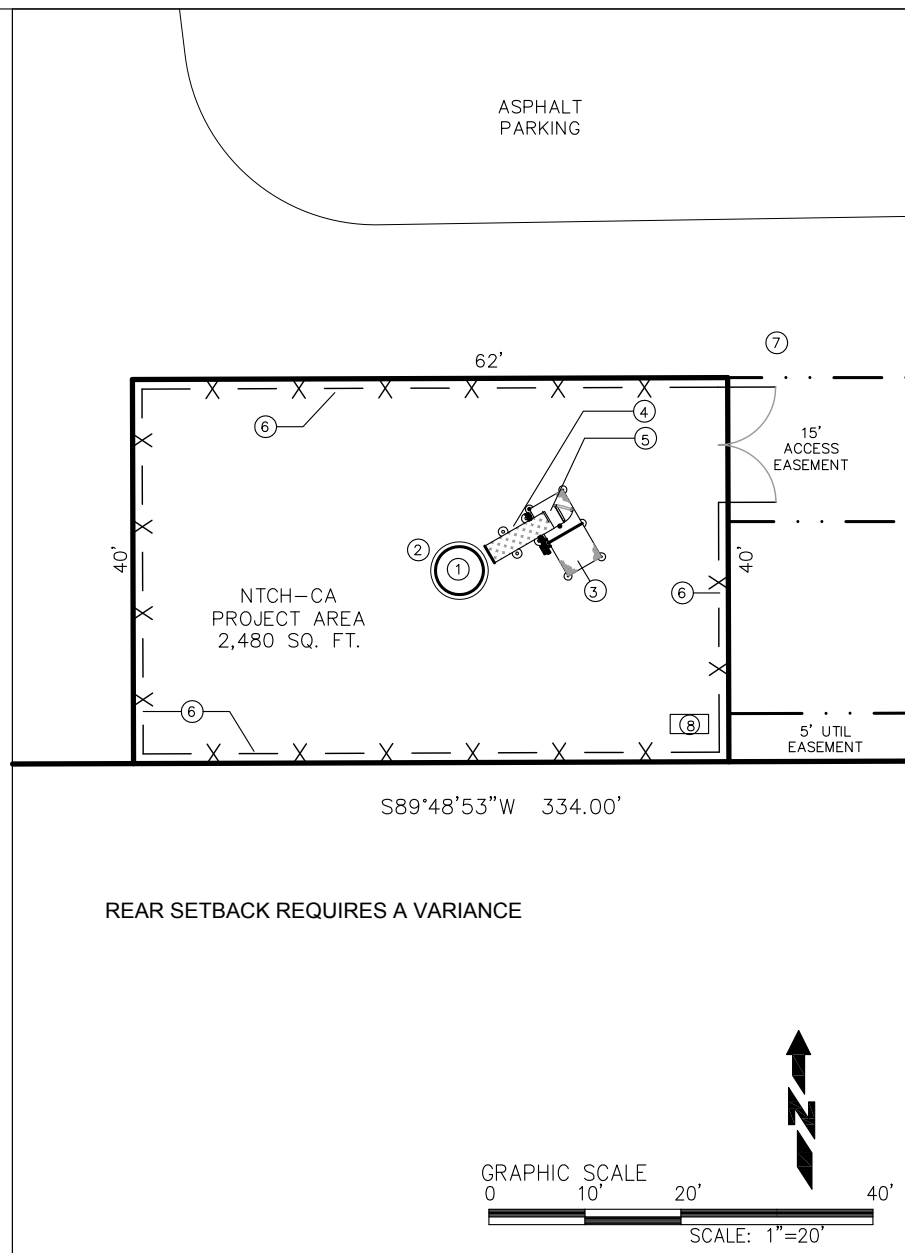 ASPHALT
PARKING
62'
7
4
6
5
15'
ACCESS
EASEMENT
40'
2
1
40'
3
6
NTCH-CA
PROJECT AREA
2,480 SQ. FT.
6
8
5' UTIL
EASEMENT
S89°48'53"W 334.00'
REAR SETBACK REQUIRES A VARIANCE
N
GRAPHIC SCALE
0 10' 20' 40'
SCALE: 1"=20'